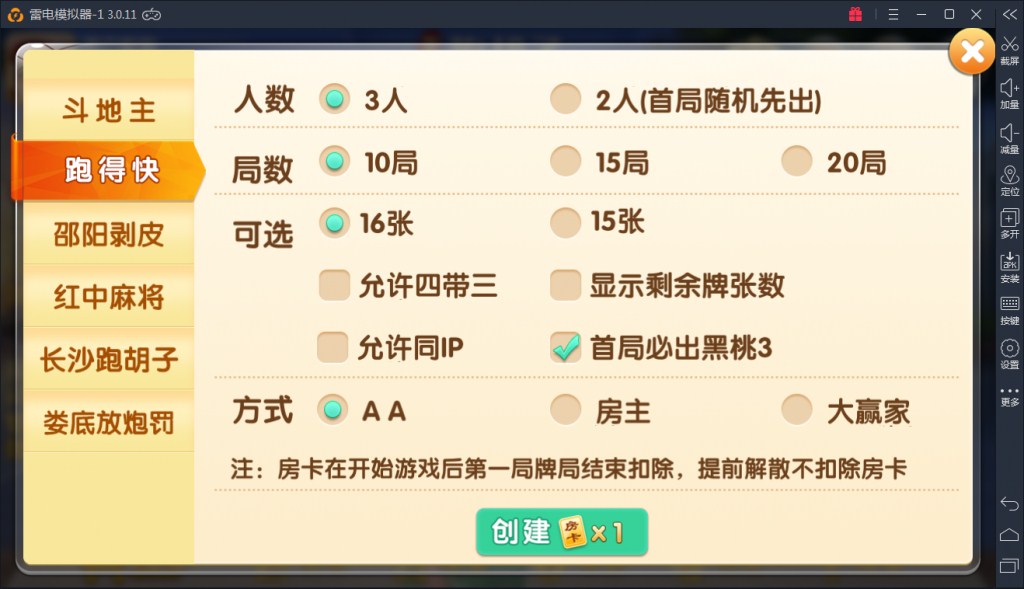 雷电模拟器-1 3.0.11
斗地主
跑得快
邵阳剥皮
红中麻将
长沙跑胡子
娄底放炮罚
人数 3人 2人(首局随机先出)
局数 10局 15局 20局
可选 16张 15张
允许四带三 显示剩余牌张数
允许同IP 首局必出黑桃3
方式 AA 房主 大赢家
注：房卡在开始游戏后第一局牌局结束扣除，提前解散不扣除房卡
创建 房卡 x1
截屏
加量
减量
定位
多开
APK
安装
按键
设置
更多